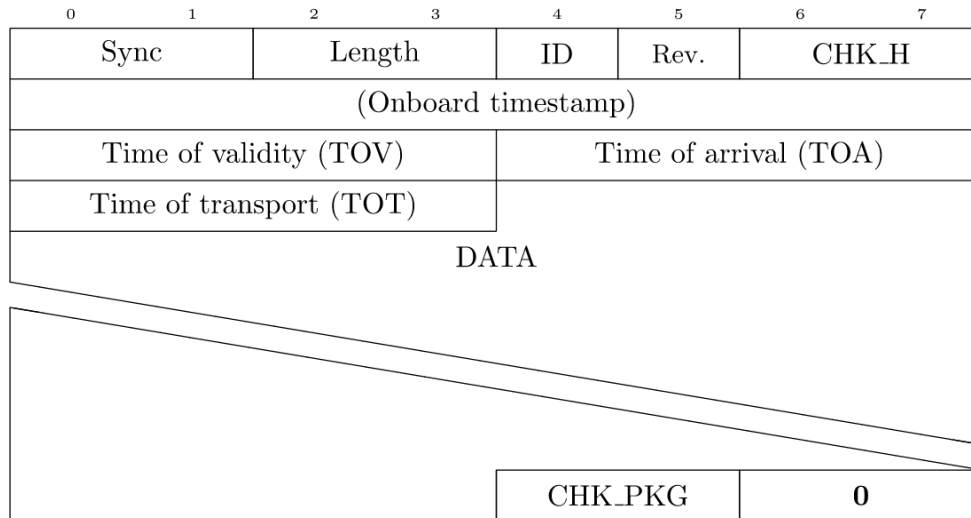 0 1 2 3 4 5 6 7
Sync Length ID Rev. CHK_H
(Onboard timestamp)
Time of validity (TOV) Time of arrival (TOA)
Time of transport (TOT)
DATA
CHK_PKG 0